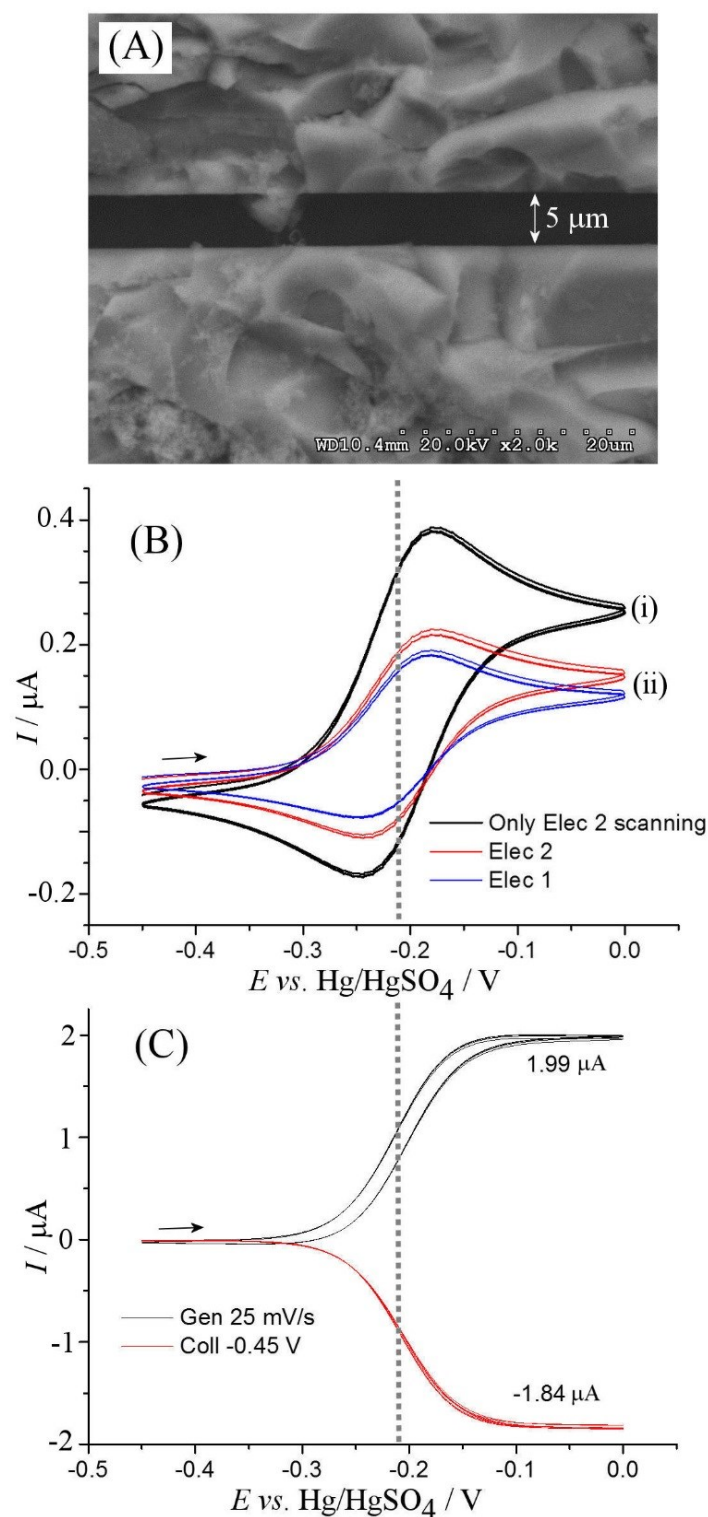 (A)
5 μm
WD10.4mm 20.0kV x2.0k 20um
(B)
0.4
0.2
0.0
-0.2
I / μA
(i)
(ii)
Only Elec 2 scanning
Elec 2
Elec 1
-0.5 -0.4 -0.3 -0.2 -0.1 0.0
E vs. Hg/HgSO4 / V
(C)
2
1
0
-1
-2
I / μA
1.99 μA
Gen 25 mV/s
Coll -0.45 V
-1.84 μA
-0.5 -0.4 -0.3 -0.2 -0.1 0.0
E vs. Hg/HgSO4 / V